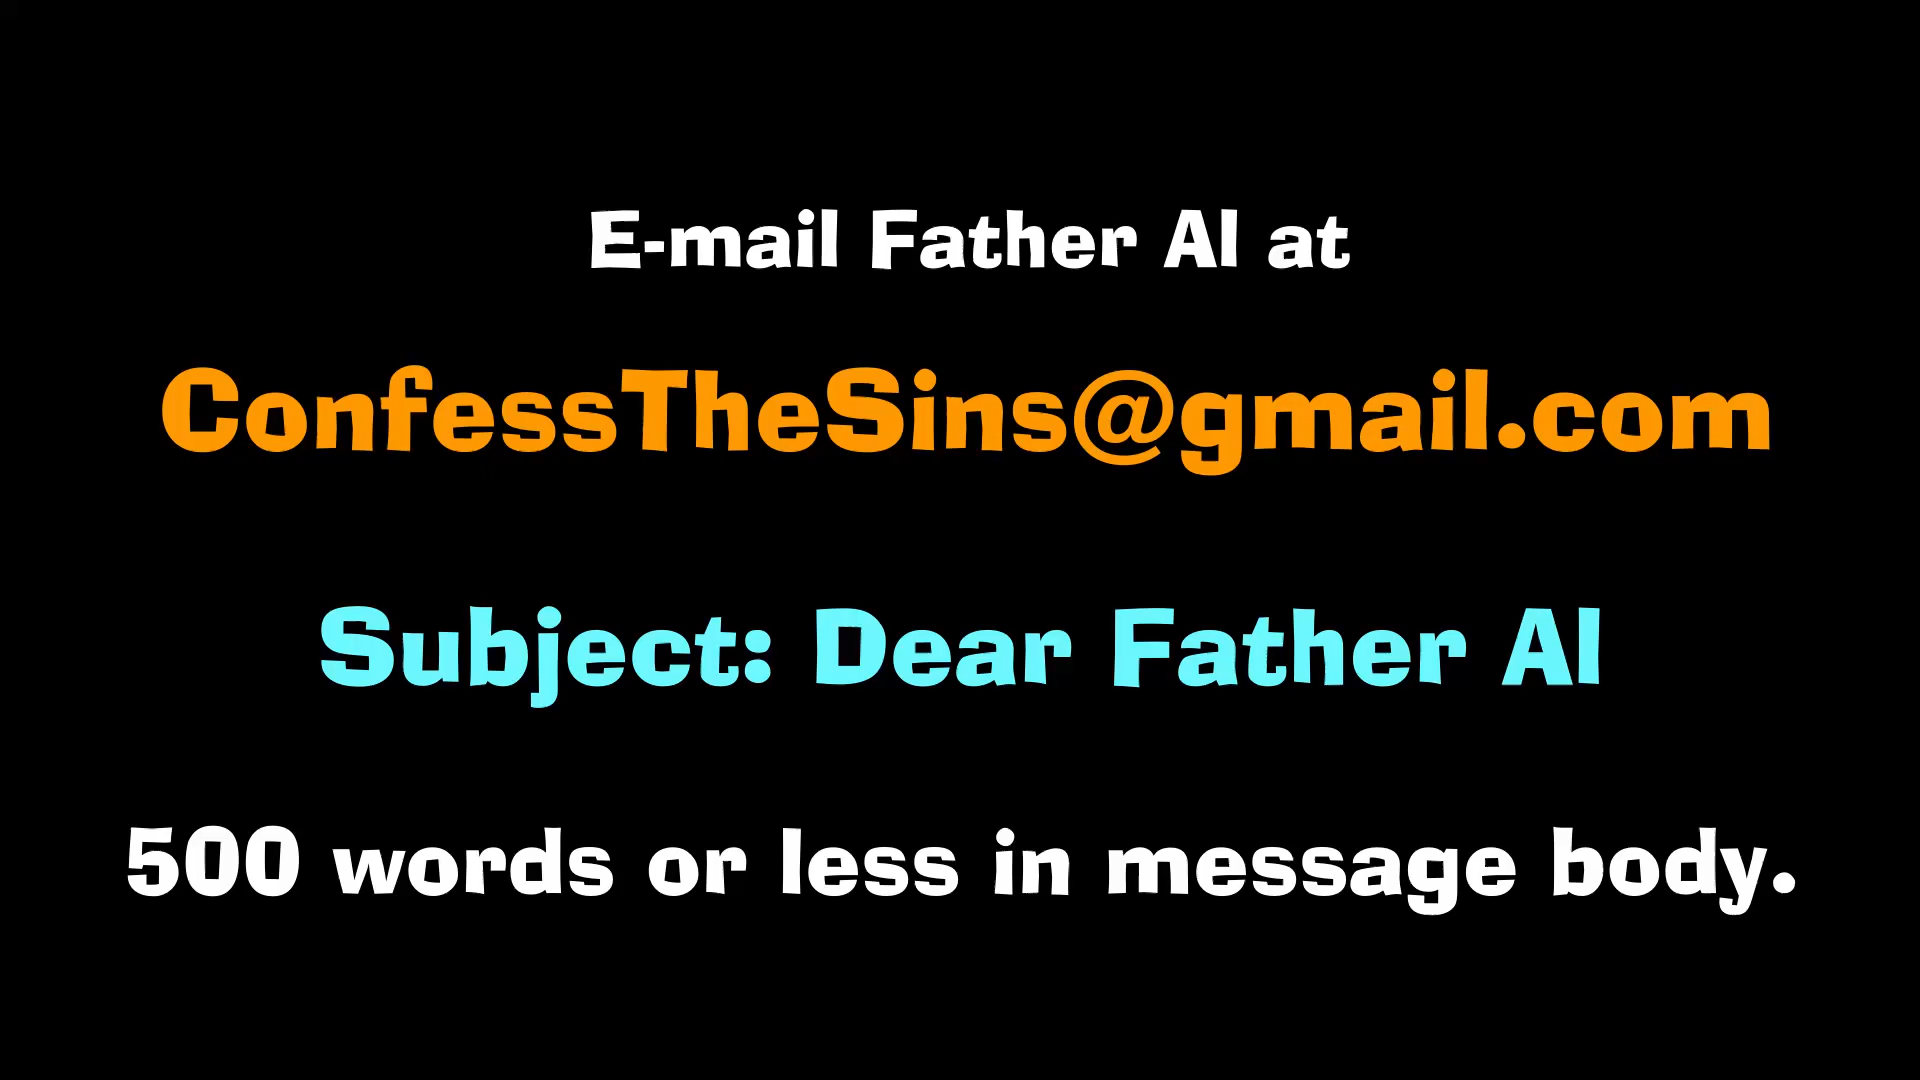 E-mail Father Al at
ConfessTheSins@gmail.com
Subject: Dear Father Al
500 words or less in message body.